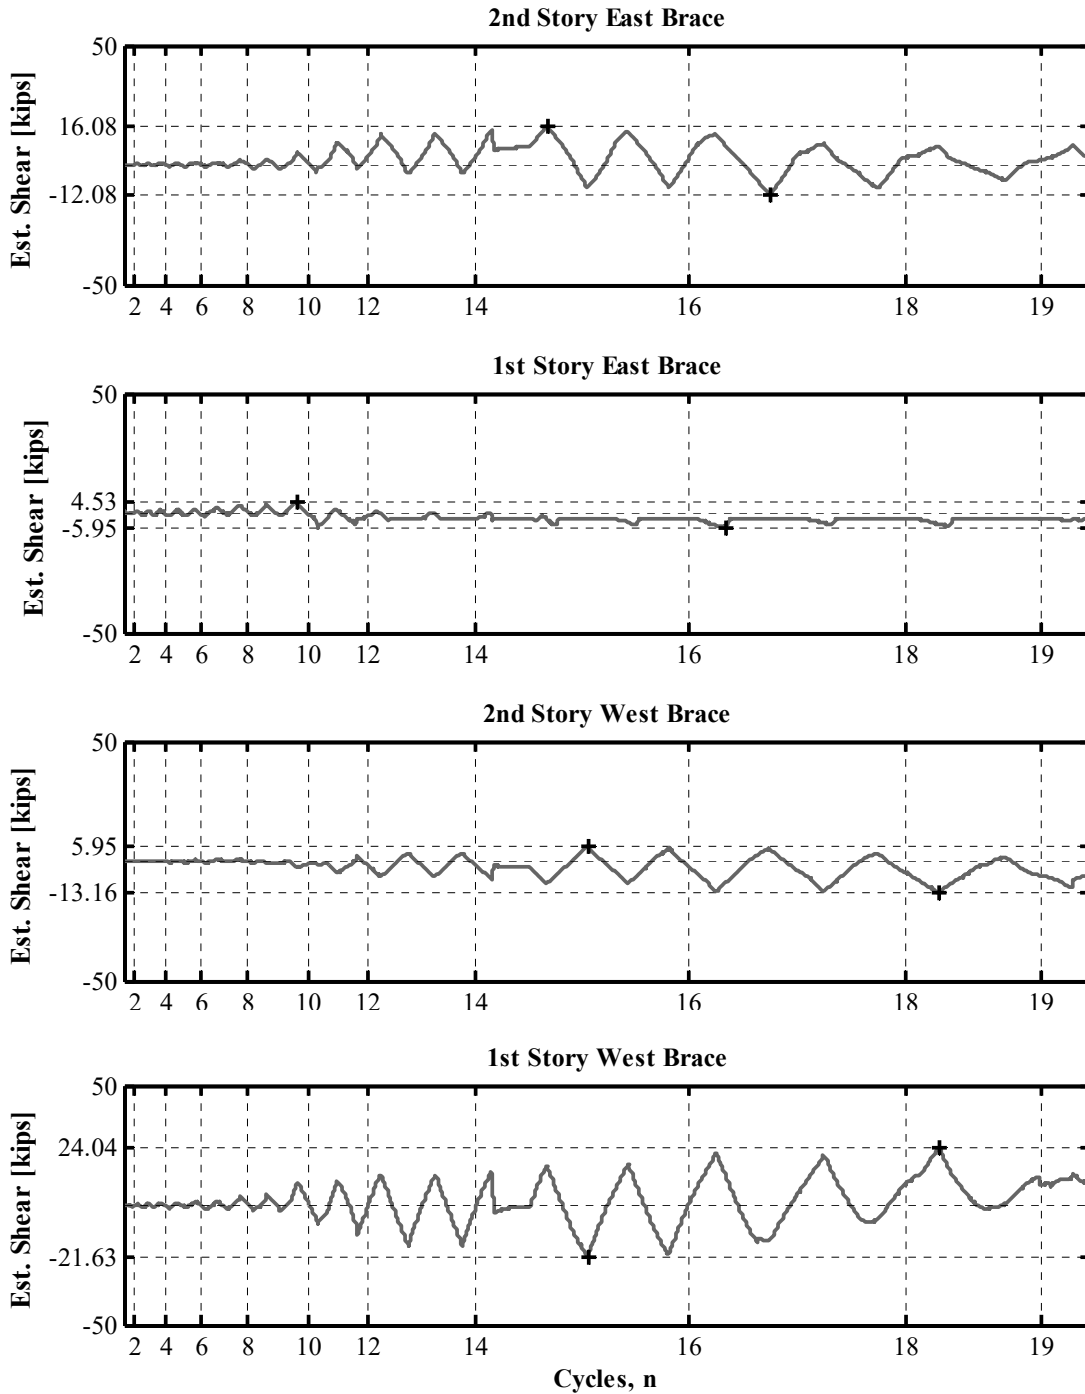 2nd Story East Brace
50
16.08
-12.08
-50
Est. Shear [kips]
2 4 6 8 10 12 14 16 18 19
1st Story East Brace
50
4.53
-5.95
-50
Est. Shear [kips]
2 4 6 8 10 12 14 16 18 19
2nd Story West Brace
50
5.95
-13.16
-50
Est. Shear [kips]
2 4 6 8 10 12 14 16 18 19
1st Story West Brace
50
24.04
-21.63
-50
Est. Shear [kips]
2 4 6 8 10 12 14 16 18 19
Cycles, n